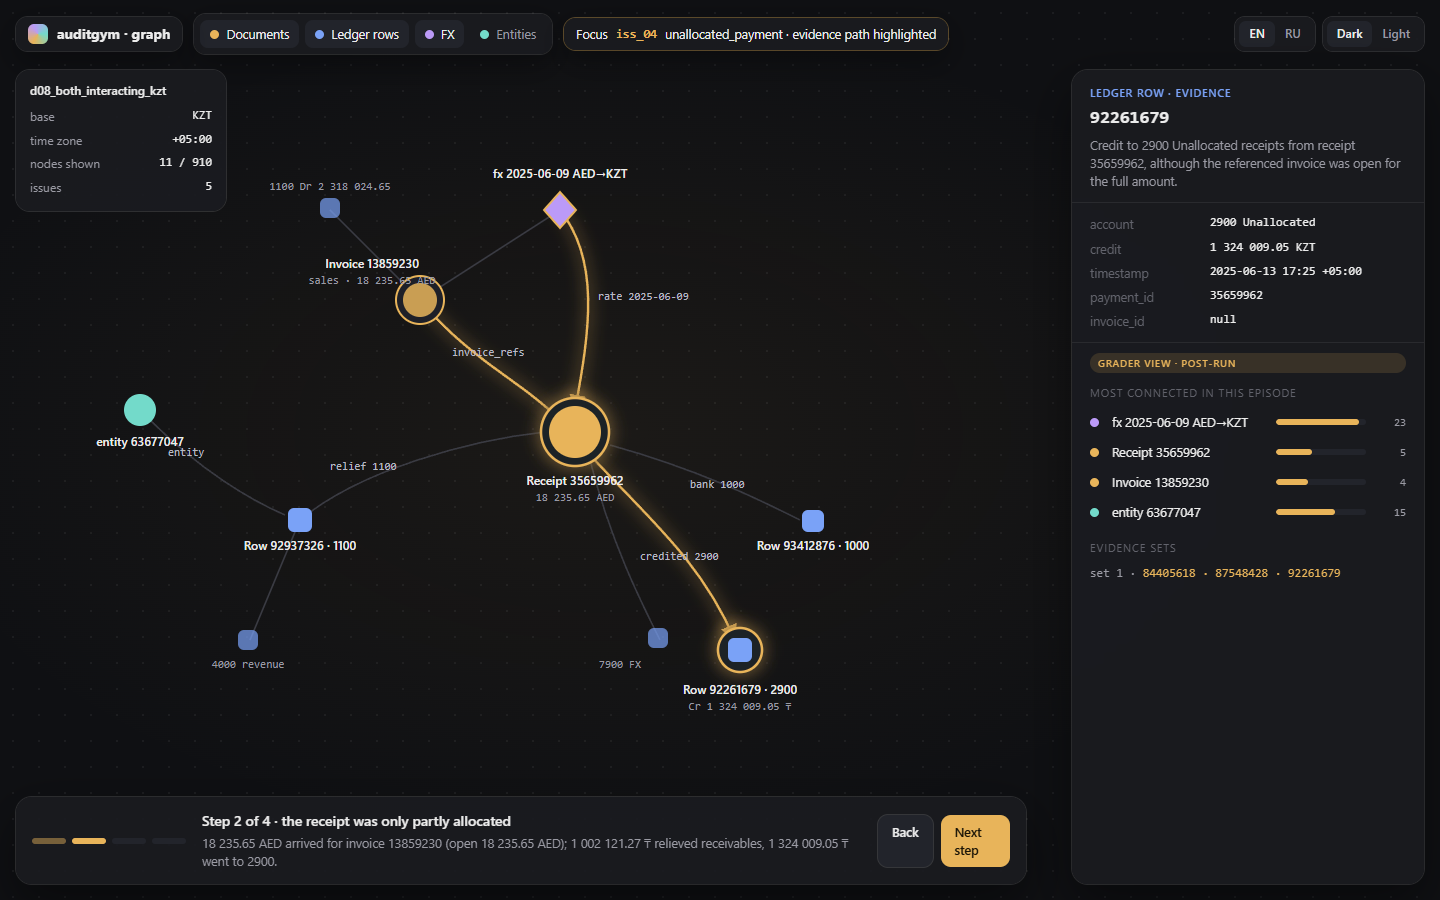 auditgym · graph
Documents
Ledger rows
FX
Entities
Focus iss_04 unallocated_payment · evidence path highlighted
EN RU
Dark Light
d08_both_interacting_kzt
base KZT
time zone +05:00
nodes shown 11 / 910
issues 5
1100 Dr 2 318 024.65
fx 2025-06-09 AED→KZT
Invoice 13859230
sales · 18 235.65 AED
rate 2025-06-09
invoice_refs
entity 63677047
entity
relief 1100
Receipt 35659962
18 235.65 AED
bank 1000
Row 92937326 · 1100
Row 93412876 · 1000
credited 2900
4000 revenue
7900 FX
Row 92261679 · 2900
Cr 1 324 009.05 ₸
LEDGER ROW · EVIDENCE
92261679
Credit to 2900 Unallocated receipts from receipt
35659962, although the referenced invoice was open for
the full amount.
account 2900 Unallocated
credit 1 324 009.05 KZT
timestamp 2025-06-13 17:25 +05:00
payment_id 35659962
invoice_id null
GRADER VIEW · POST-RUN
MOST CONNECTED IN THIS EPISODE
fx 2025-06-09 AED→KZT 23
Receipt 35659962 5
Invoice 13859230 4
entity 63677047 15
EVIDENCE SETS
set 1 · 84405618 · 87548428 · 92261679
Step 2 of 4 · the receipt was only partly allocated
18 235.65 AED arrived for invoice 13859230 (open 18 235.65 AED); 1 002 121.27 ₸ relieved receivables, 1 324 009.05 ₸
went to 2900.
Back
Next
step